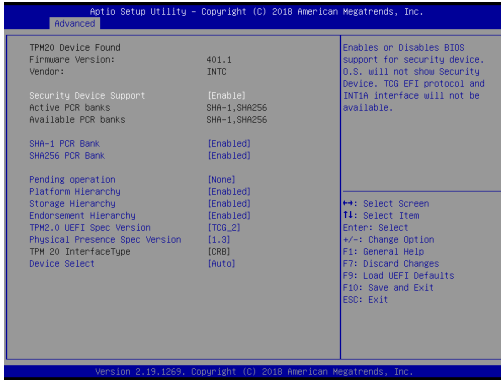 Aptio Setup Utility – Copyright (C) 2018 American Megatrends, Inc.
Advanced
TPM20 Device Found
Firmware Version: 401.1
Vendor: INTC
Security Device Support [Enable]
Active PCR banks SHA-1,SHA256
Available PCR banks SHA-1,SHA256
SHA-1 PCR Bank [Enabled]
SHA256 PCR Bank [Enabled]
Pending operation [None]
Platform Hierarchy [Enabled]
Storage Hierarchy [Enabled]
Endorsement Hierarchy [Enabled]
TPM2.0 UEFI Spec Version [TCG_2]
Physical Presence Spec Version [1.3]
TPM 20 InterfaceType [CRB]
Device Select [Auto]
Enables or Disables BIOS
support for security device.
O.S. will not show Security
Device. TCG EFI protocol and
INT1A interface will not be
available.
↔: Select Screen
↑↓: Select Item
Enter: Select
+/-: Change Option
F1: General Help
F7: Discard Changes
F9: Load UEFI Defaults
F10: Save and Exit
ESC: Exit
Version 2.19.1269. Copyright (C) 2018 American Megatrends, Inc.